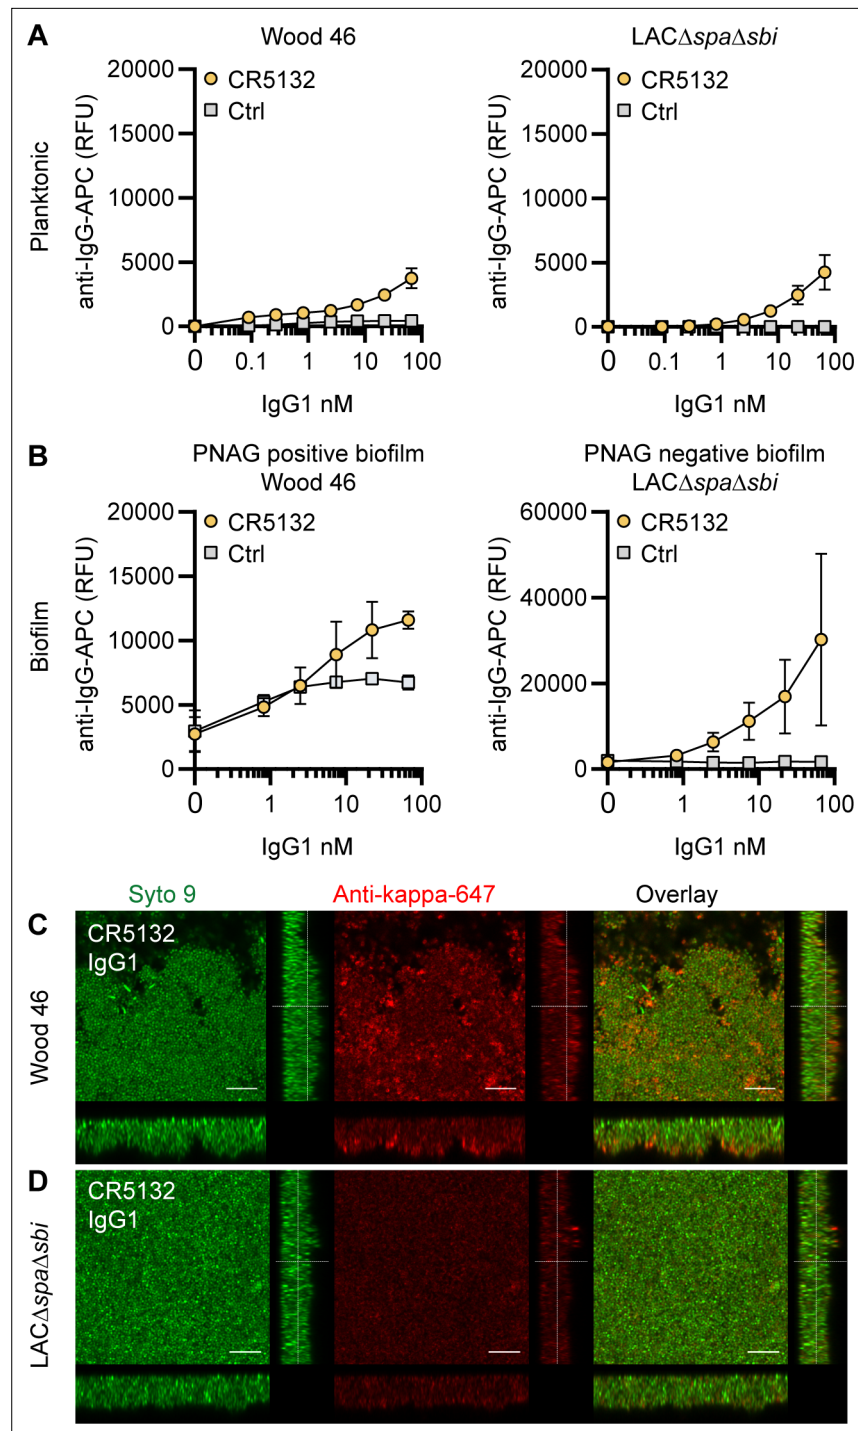 A
Wood 46
LACΔspaΔsbi
Planktonic
anti-IgG-APC (RFU)
20000
15000
10000
5000
0
CR5132
Ctrl
0 0.1 1 10 100
IgG1 nM
anti-IgG-APC (RFU)
20000
15000
10000
5000
0
CR5132
Ctrl
0 0.1 1 10 100
IgG1 nM
B
PNAG positive biofilm
Wood 46
PNAG negative biofilm
LACΔspaΔsbi
Biofilm
anti-IgG-APC (RFU)
20000
15000
10000
5000
0
CR5132
Ctrl
0 1 10 100
IgG1 nM
anti-IgG-APC (RFU)
60000
40000
20000
0
CR5132
Ctrl
0 1 10 100
IgG1 nM
Syto 9 Anti-kappa-647 Overlay
C
Wood 46
CR5132
IgG1
D
LACΔspaΔsbi
CR5132
IgG1